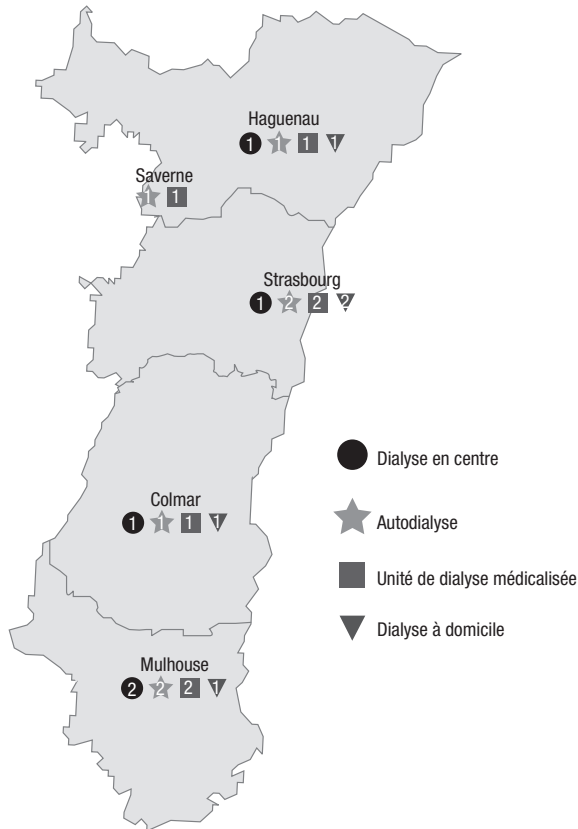 Haguenau
1 1 1 1
Saverne
1 1
Strasbourg
1 2 2 2
Dialyse en centre
Autodialyse
Colmar
1 1 1 1
Unité de dialyse médicalisée
Dialyse à domicile
Mulhouse
2 2 2 1